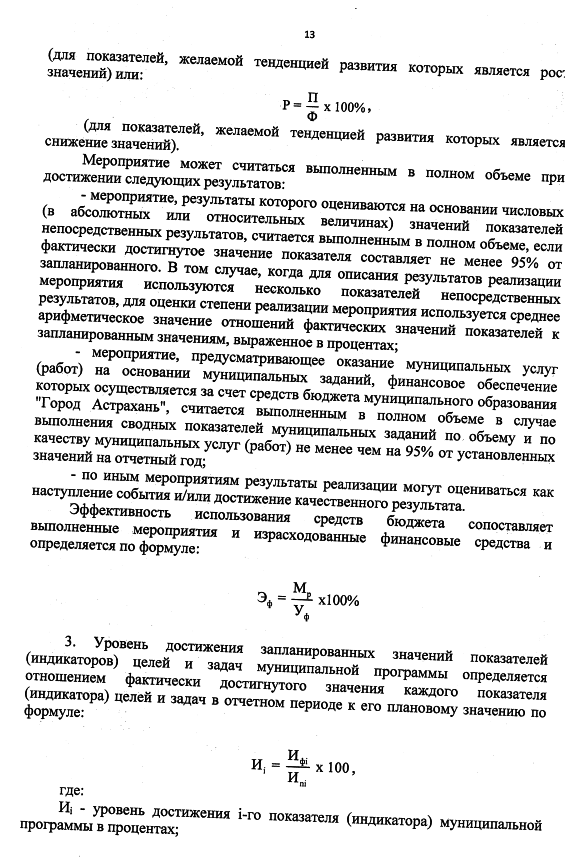 13
(для показателей, желаемой тенденцией развития которых является рос
значений) или:
Р = П/Ф х 100%,
(для показателей, желаемой тенденцией развития которых является
снижение значений).
Мероприятие может считаться выполненным в полном объеме при
достижении следующих результатов:
- мероприятие, результаты которого оцениваются на основании числовых
(в абсолютных или относительных величинах) значений показателей
непосредственных результатов, считается выполненным в полном объеме, если
фактически достигнутое значение показателя составляет не менее 95% от
запланированного. В том случае, когда для описания результатов реализации
мероприятия используются несколько показателей непосредственных
результатов, для оценки степени реализации мероприятия используется среднее
арифметическое значение отношений фактических значений показателей к
запланированным значениям, выраженное в процентах;
- мероприятие, предусматривающее оказание муниципальных услуг
(работ) на основании муниципальных заданий, финансовое обеспечение
которых осуществляется за счет средств бюджета муниципального образования
"Город Астрахань", считается выполненным в полном объеме в случае
выполнения сводных показателей муниципальных заданий по объему и по
качеству муниципальных услуг (работ) не менее чем на 95% от установленных
значений на отчетный год;
- по иным мероприятиям результаты реализации могут оцениваться как
наступление события и/или достижение качественного результата.
Эффективность использования средств бюджета сопоставляет
выполненные мероприятия и израсходованные финансовые средства и
определяется по формуле:
Эф = Мр/Уф х100%
3. Уровень достижения запланированных значений показателей
(индикаторов) целей и задач муниципальной программы определяется
отношением фактически достигнутого значения каждого показателя
(индикатора) целей и задач в отчетном периоде к его плановому значению по
формуле:
Иi = Ифi/Ипi х 100,
где:
Иi - уровень достижения i-го показателя (индикатора) муниципальной
программы в процентах;